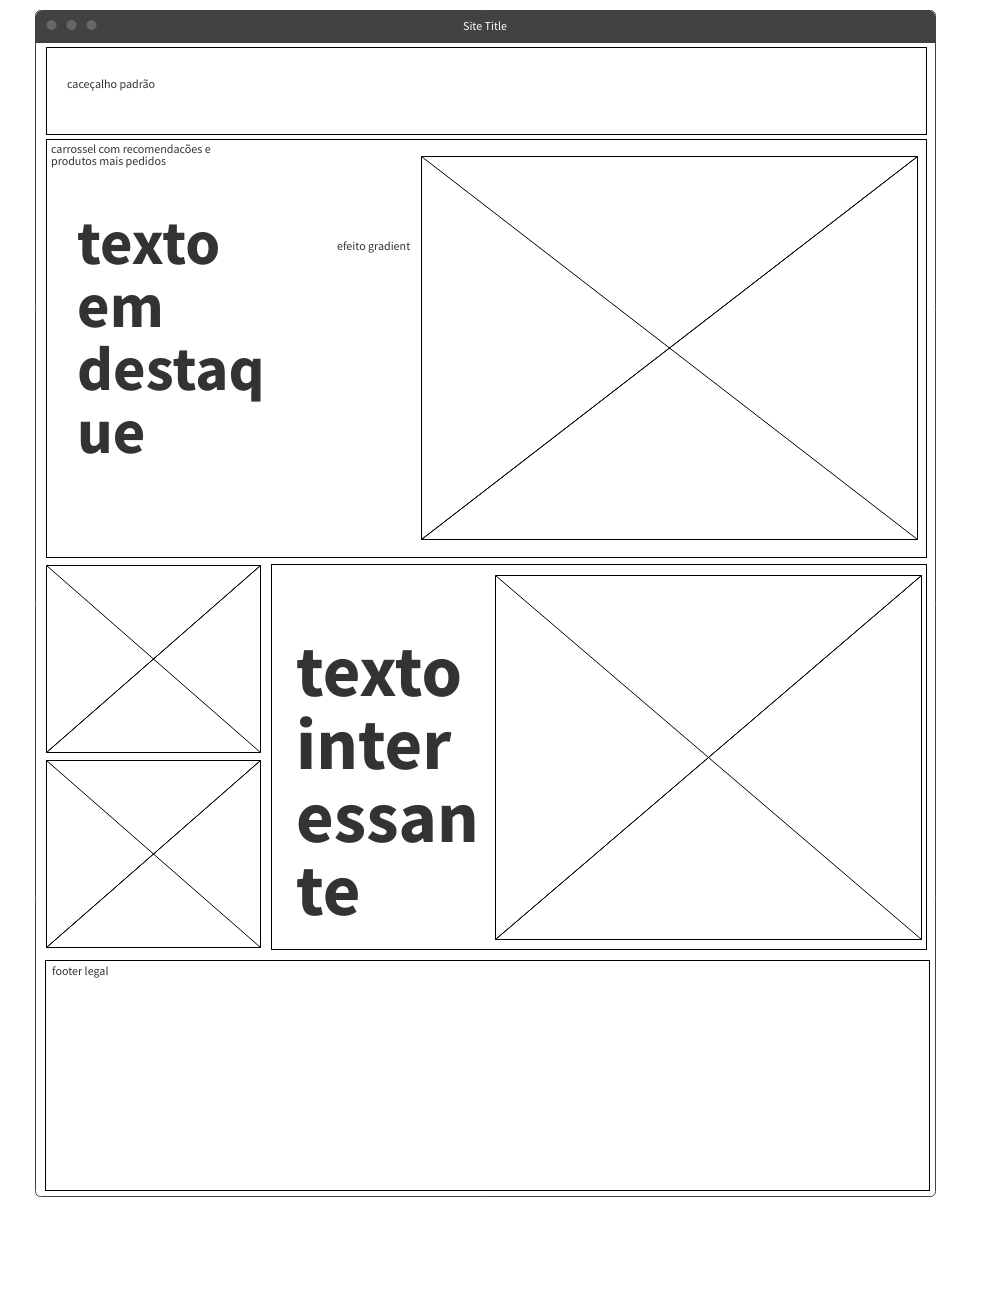 Site Title
caceçalho padrão
carrossel com recomendacões e
produtos mais pedidos
texto
em
destaq
ue
efeito gradient
texto
inter
essan
te
footer legal